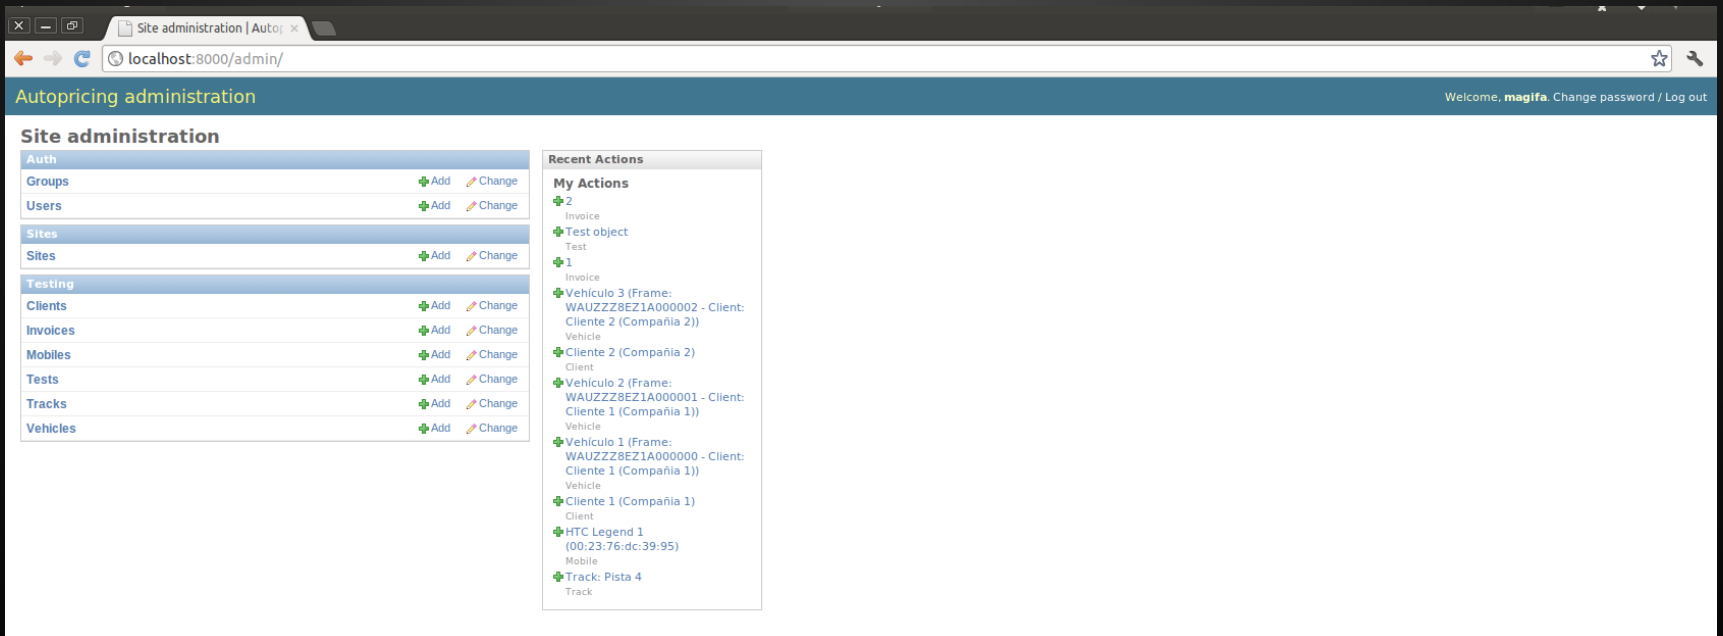 Site administration | Auto
localhost:8000/admin/
Autopricing administration
Welcome, magifa. Change password / Log out
Site administration
Auth
Groups Add Change
Users Add Change
Sites
Sites Add Change
Testing
Clients Add Change
Invoices Add Change
Mobiles Add Change
Tests Add Change
Tracks Add Change
Vehicles Add Change
Recent Actions
My Actions
2
Invoice
Test object
Test
1
Invoice
Vehículo 3 (Frame:
WAUZZZ8EZ1A000002 - Client:
Cliente 2 (Compañia 2))
Vehicle
Cliente 2 (Compañia 2)
Client
Vehículo 2 (Frame:
WAUZZZ8EZ1A000001 - Client:
Cliente 1 (Compañia 1))
Vehicle
Vehículo 1 (Frame:
WAUZZZ8EZ1A000000 - Client:
Cliente 1 (Compañia 1))
Vehicle
Cliente 1 (Compañia 1)
Client
HTC Legend 1
(00:23:76:dc:39:95)
Mobile
Track: Pista 4
Track